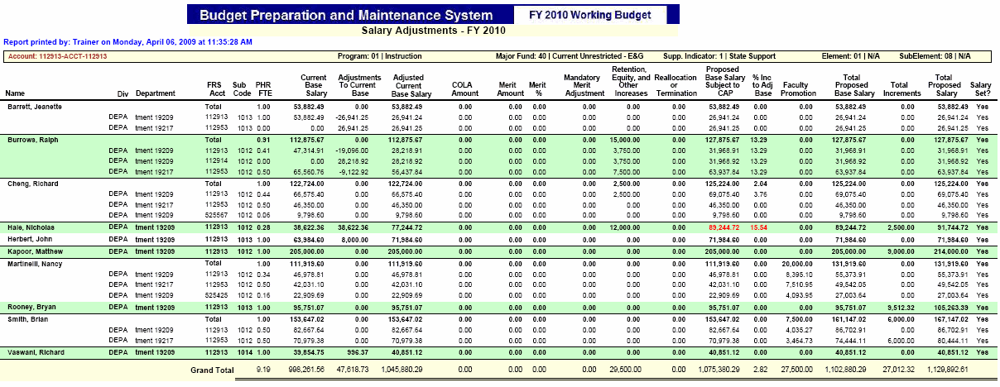 Budget Preparation and Maintenance System FY 2010 Working Budget
Salary Adjustments - FY 2010
Report printed by: Trainer on Monday, April 06, 2009 at 11:35:28 AM
Account: 112913-ACCT-112913 Program: 01 | Instruction Major Fund: 40 | Current Unrestricted - E&G Supp. Indicator: 1 | State Support Element: 01 | N/A SubElement: 08 | N/A
Name Div Department FRS Acct Sub Code PHR FTE Current Base Salary Adjustments To Current Base Adjusted Current Base Salary COLA Amount Merit Amount Merit % Mandatory Merit Adjustment Retention, Equity, and Other Increases Reallocation or Termination Proposed Base Salary Subject to CAP % Inc to Adj Base Faculty Promotion Total Proposed Base Salary Total Increments Total Proposed Salary Salary Set?
Barrett, Jeanette Total 1.00 53,882.49 0.00 53,882.49 0.00 0.00 0.00 0.00 0.00 0.00 53,882.49 0.00 0.00 53,882.49 0.00 53,882.49 Yes
DEPA tment 19209 112913 1013 1.00 53,882.49 -26,941.25 26,941.24 0.00 0.00 0.00 0.00 0.00 0.00 26,941.24 0.00 0.00 26,941.24 0.00 26,941.24 Yes
DEPA tment 19217 112953 1013 0.00 0.00 26,941.25 26,941.25 0.00 0.00 0.00 0.00 0.00 0.00 26,941.25 0.00 0.00 26,941.25 0.00 26,941.25 Yes
Burrows, Ralph Total 0.91 112,875.67 0.00 112,875.67 0.00 0.00 0.00 0.00 15,000.00 0.00 127,875.67 13.29 0.00 127,875.67 0.00 127,875.67 Yes
DEPA tment 19209 112913 1012 0.41 47,314.91 -19,096.00 28,218.91 0.00 0.00 0.00 0.00 3,750.00 0.00 31,968.91 13.29 0.00 31,968.91 0.00 31,968.91 Yes
DEPA tment 19209 112914 1012 0.00 0.00 28,218.92 28,218.92 0.00 0.00 0.00 0.00 3,750.00 0.00 31,968.92 13.29 0.00 31,968.92 0.00 31,968.92 Yes
DEPA tment 19217 112953 1012 0.50 65,560.76 -9,122.92 56,437.84 0.00 0.00 0.00 0.00 7,500.00 0.00 63,937.84 13.29 0.00 63,937.84 0.00 63,937.84 Yes
Cheng, Richard Total 1.00 122,724.00 0.00 122,724.00 0.00 0.00 0.00 0.00 2,500.00 0.00 125,224.00 2.04 0.00 125,224.00 0.00 125,224.00 Yes
DEPA tment 19209 112913 1012 0.44 66,575.40 0.00 66,575.40 0.00 0.00 0.00 0.00 2,500.00 0.00 69,075.40 3.76 0.00 69,075.40 0.00 69,075.40 Yes
DEPA tment 19217 112953 1012 0.50 46,350.00 0.00 46,350.00 0.00 0.00 0.00 0.00 0.00 0.00 46,350.00 0.00 0.00 46,350.00 0.00 46,350.00 Yes
DEPA tment 19209 525567 1012 0.06 9,798.60 0.00 9,798.60 0.00 0.00 0.00 0.00 0.00 0.00 9,798.60 0.00 0.00 9,798.60 0.00 9,798.60 Yes
Hale, Nicholas DEPA tment 19209 112913 1012 0.28 38,622.36 38,622.36 77,244.72 0.00 0.00 0.00 0.00 12,000.00 0.00 89,244.72 15.54 0.00 89,244.72 2,500.00 91,744.72 Yes
Herbert, John DEPA tment 19209 112913 1013 1.00 63,984.60 8,000.00 71,984.60 0.00 0.00 0.00 0.00 0.00 0.00 71,984.60 0.00 0.00 71,984.60 0.00 71,984.60 Yes
Kapoor, Matthew DEPA tment 19209 112913 1012 1.00 205,000.00 0.00 205,000.00 0.00 0.00 0.00 0.00 0.00 0.00 205,000.00 0.00 0.00 205,000.00 9,000.00 214,000.00 Yes
Martinelli, Nancy Total 1.00 111,919.60 0.00 111,919.60 0.00 0.00 0.00 0.00 0.00 0.00 111,919.60 0.00 20,000.00 131,919.60 0.00 131,919.60 Yes
DEPA tment 19209 112913 1012 0.34 46,978.81 0.00 46,978.81 0.00 0.00 0.00 0.00 0.00 0.00 46,978.81 0.00 8,395.10 55,373.91 0.00 55,373.91 Yes
DEPA tment 19217 112953 1012 0.50 42,031.10 0.00 42,031.10 0.00 0.00 0.00 0.00 0.00 0.00 42,031.10 0.00 7,510.95 49,542.05 0.00 49,542.05 Yes
DEPA tment 19209 525425 1012 0.16 22,909.69 0.00 22,909.69 0.00 0.00 0.00 0.00 0.00 0.00 22,909.69 0.00 4,093.95 27,003.64 0.00 27,003.64 Yes
Rooney, Bryan DEPA tment 19209 112913 1013 1.00 95,751.07 0.00 95,751.07 0.00 0.00 0.00 0.00 0.00 0.00 95,751.07 0.00 0.00 95,751.07 9,512.32 105,263.39 Yes
Smith, Brian Total 1.00 153,647.02 0.00 153,647.02 0.00 0.00 0.00 0.00 0.00 0.00 153,647.02 0.00 7,500.00 161,147.02 6,000.00 167,147.02 Yes
DEPA tment 19209 112913 1012 0.50 82,667.64 0.00 82,667.64 0.00 0.00 0.00 0.00 0.00 0.00 82,667.64 0.00 4,035.27 86,702.91 0.00 86,702.91 Yes
DEPA tment 19217 112953 1012 0.50 70,979.38 0.00 70,979.38 0.00 0.00 0.00 0.00 0.00 0.00 70,979.38 0.00 3,464.73 74,444.11 6,000.00 80,444.11 Yes
Vaswani, Richard DEPA tment 19209 112913 1014 1.00 39,854.75 996.37 40,851.12 0.00 0.00 0.00 0.00 0.00 0.00 40,851.12 0.00 0.00 40,851.12 0.00 40,851.12 Yes
Grand Total 9.19 998,261.56 47,618.73 1,045,880.29 0.00 0.00 0.00 0.00 29,500.00 0.00 1,075,380.29 2.82 27,500.00 1,102,880.29 27,012.32 1,129,892.61